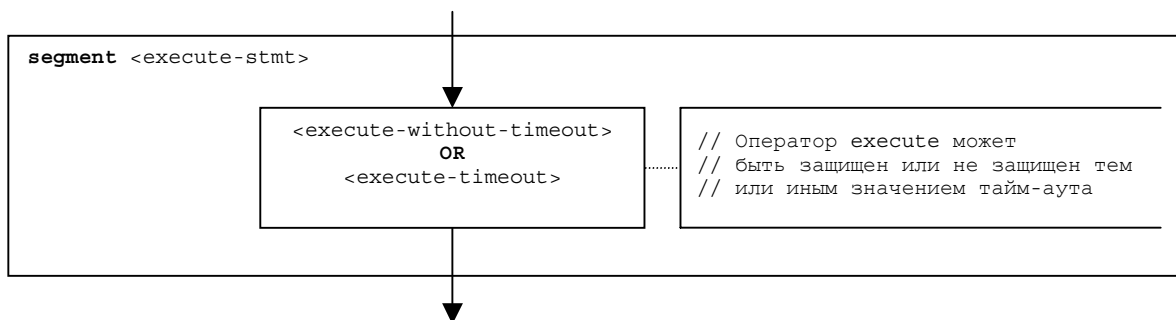 segment <execute-stmt>
<execute-without-timeout>
OR
<execute-timeout>
// Оператор execute может
// быть защищен или не защищен тем
// или иным значением тайм-аута